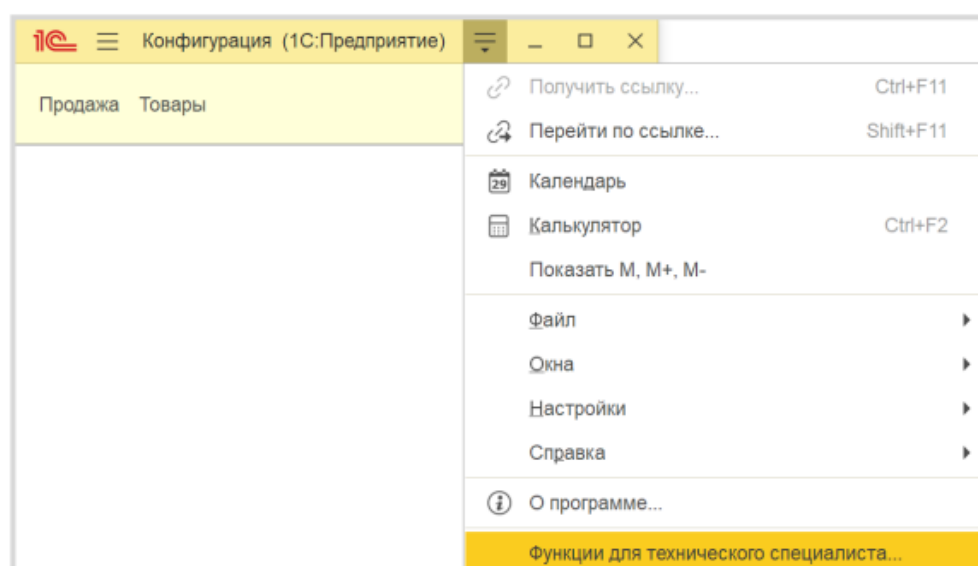 1С Конфигурация (1С:Предприятие)
Продажа Товары
Получить ссылку... Ctrl+F11
Перейти по ссылке... Shift+F11
29 Календарь
Калькулятор Ctrl+F2
Показать M, M+, M-
Файл
Окна
Настройки
Справка
О программе...
Функции для технического специалиста...